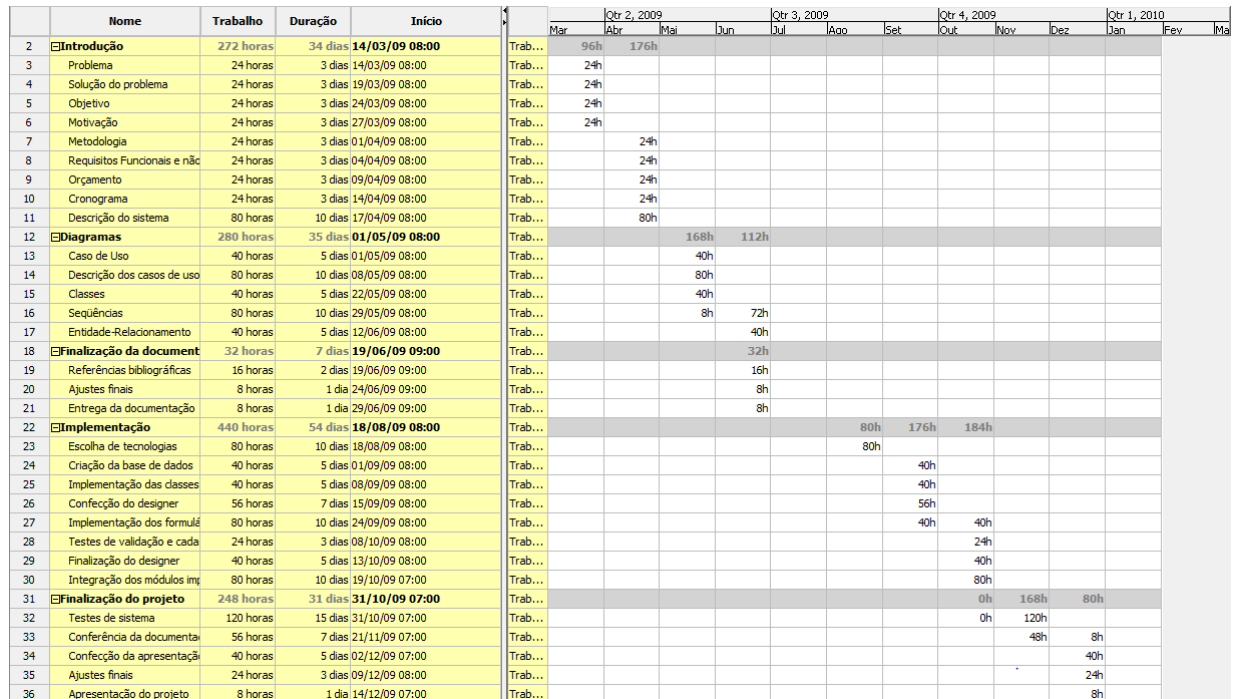 Qtr 2, 2009 Qtr 3, 2009 Qtr 4, 2009 Qtr 1, 2010
Nome Trabalho Duração Início
Mar Abr Mai Jun Jul Ago Set Out Nov Dez Jan Fev Ma
2 Introdução 272 horas 34 dias 14/03/09 08:00 Trab... 96h 176h
3 Problema 24 horas 3 dias 14/03/09 08:00 Trab... 24h
4 Solução do problema 24 horas 3 dias 19/03/09 08:00 Trab... 24h
5 Objetivo 24 horas 3 dias 24/03/09 08:00 Trab... 24h
6 Motivação 24 horas 3 dias 27/03/09 08:00 Trab... 24h
7 Metodologia 24 horas 3 dias 01/04/09 08:00 Trab... 24h
8 Requisitos Funcionais e não 24 horas 3 dias 04/04/09 08:00 Trab... 24h
9 Orçamento 24 horas 3 dias 09/04/09 08:00 Trab... 24h
10 Cronograma 24 horas 3 dias 14/04/09 08:00 Trab... 24h
11 Descrição do sistema 80 horas 10 dias 17/04/09 08:00 Trab... 80h
12 Diagramas 280 horas 35 dias 01/05/09 08:00 Trab... 168h 112h
13 Caso de Uso 40 horas 5 dias 01/05/09 08:00 Trab... 40h
14 Descrição dos casos de uso 80 horas 10 dias 08/05/09 08:00 Trab... 80h
15 Classes 40 horas 5 dias 22/05/09 08:00 Trab... 40h
16 Seqüências 80 horas 10 dias 29/05/09 08:00 Trab... 8h 72h
17 Entidade-Relacionamento 40 horas 5 dias 12/06/09 08:00 Trab... 40h
18 Finalização da document 32 horas 7 dias 19/06/09 09:00 Trab... 32h
19 Referências bibliográficas 16 horas 2 dias 19/06/09 09:00 Trab... 16h
20 Ajustes finais 8 horas 1 dia 24/06/09 09:00 Trab... 8h
21 Entrega da documentação 8 horas 1 dia 29/06/09 09:00 Trab... 8h
22 Implementação 440 horas 54 dias 18/08/09 08:00 Trab... 80h 176h 184h
23 Escolha de tecnologias 80 horas 10 dias 18/08/09 08:00 Trab... 80h
24 Criação da base de dados 40 horas 5 dias 01/09/09 08:00 Trab... 40h
25 Implementação das classes 40 horas 5 dias 08/09/09 08:00 Trab... 40h
26 Confecção do designer 56 horas 7 dias 15/09/09 08:00 Trab... 56h
27 Implementação dos formulá 80 horas 10 dias 24/09/09 08:00 Trab... 40h 40h
28 Testes de validação e cada 24 horas 3 dias 08/10/09 08:00 Trab... 24h
29 Finalização do designer 40 horas 5 dias 13/10/09 08:00 Trab... 40h
30 Integração dos módulos imp 80 horas 10 dias 19/10/09 07:00 Trab... 80h
31 Finalização do projeto 248 horas 31 dias 31/10/09 07:00 Trab... 0h 168h 80h
32 Testes de sistema 120 horas 15 dias 31/10/09 07:00 Trab... 0h 120h
33 Conferência da documenta 56 horas 7 dias 21/11/09 07:00 Trab... 48h 8h
34 Confecção da apresentaçã 40 horas 5 dias 02/12/09 07:00 Trab... 40h
35 Ajustes finais 24 horas 3 dias 09/12/09 08:00 Trab... 24h
36 Apresentação do projeto 8 horas 1 dia 14/12/09 07:00 Trab... 8h